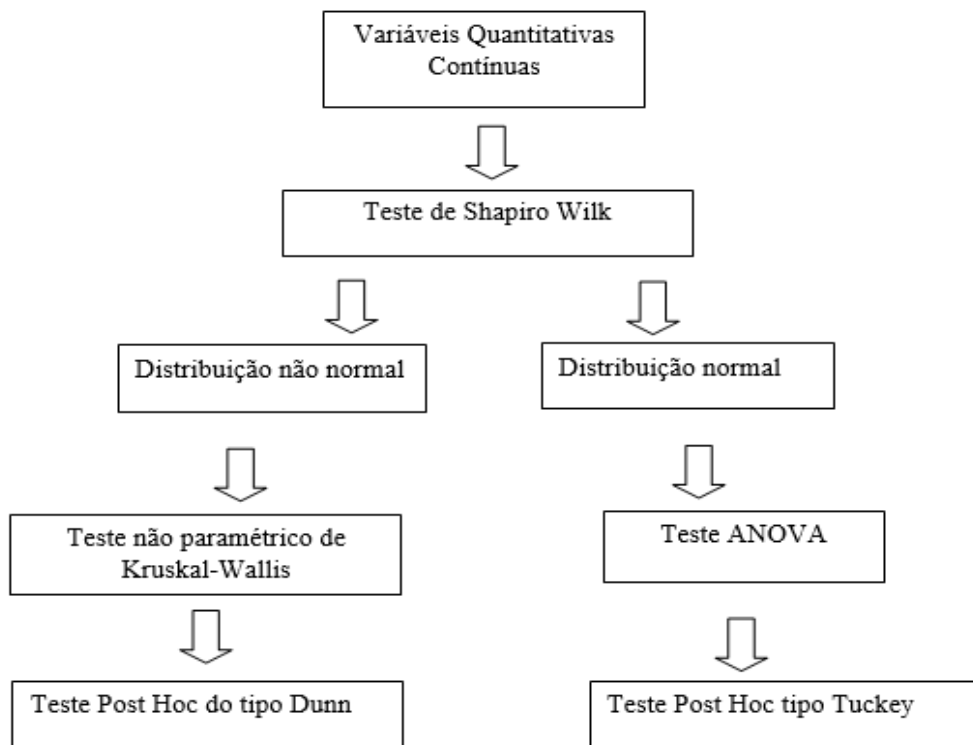 Variáveis Quantitativas
Contínuas
Teste de Shapiro Wilk
Distribuição não normal
Distribuição normal
Teste não paramétrico de
Kruskal-Wallis
Teste ANOVA
Teste Post Hoc do tipo Dunn
Teste Post Hoc tipo Tuckey